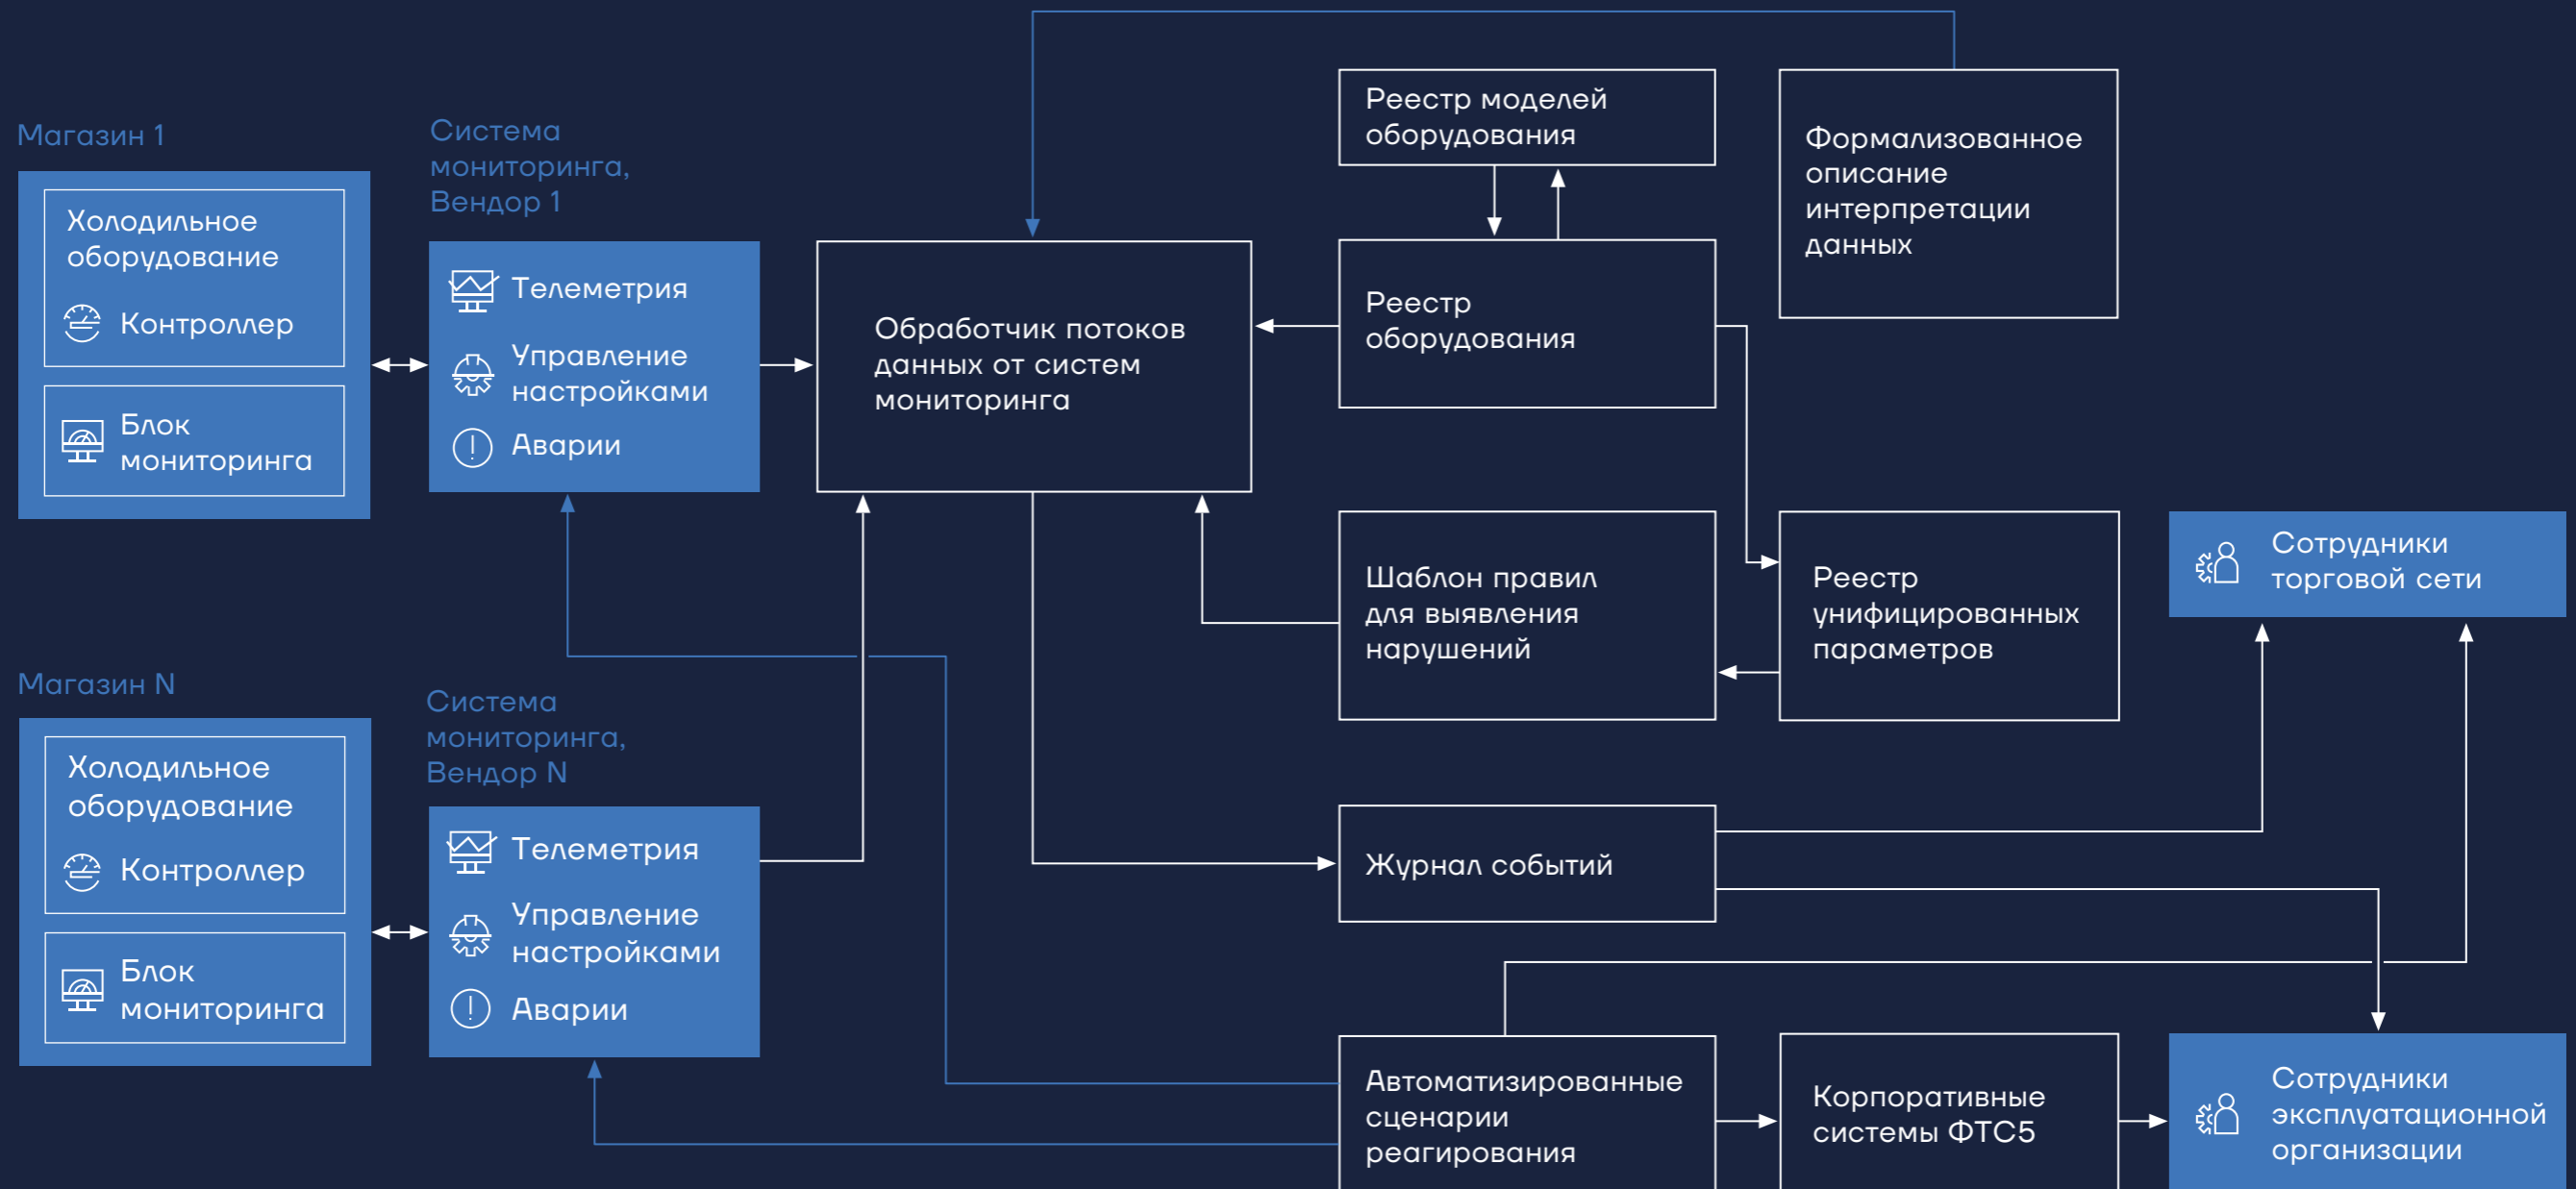 Магазин 1
Холодильное
оборудование
Контроллер
Блок
мониторинга
Система
мониторинга,
Вендор 1
Телеметрия
Управление
настройками
Аварии
Обработчик потоков
данных от систем
мониторинга
Реестр моделей
оборудования
Реестр
оборудования
Формализованное
описание
интерпретации
данных
Шаблон правил
для выявления
нарушений
Реестр
унифицированных
параметров
Сотрудники
торговой сети
Магазин N
Холодильное
оборудование
Контроллер
Блок
мониторинга
Система
мониторинга,
Вендор N
Телеметрия
Управление
настройками
Аварии
Журнал событий
Автоматизированные
сценарии
реагирования
Корпоративные
системы ФТС5
Сотрудники
эксплуатационной
организации